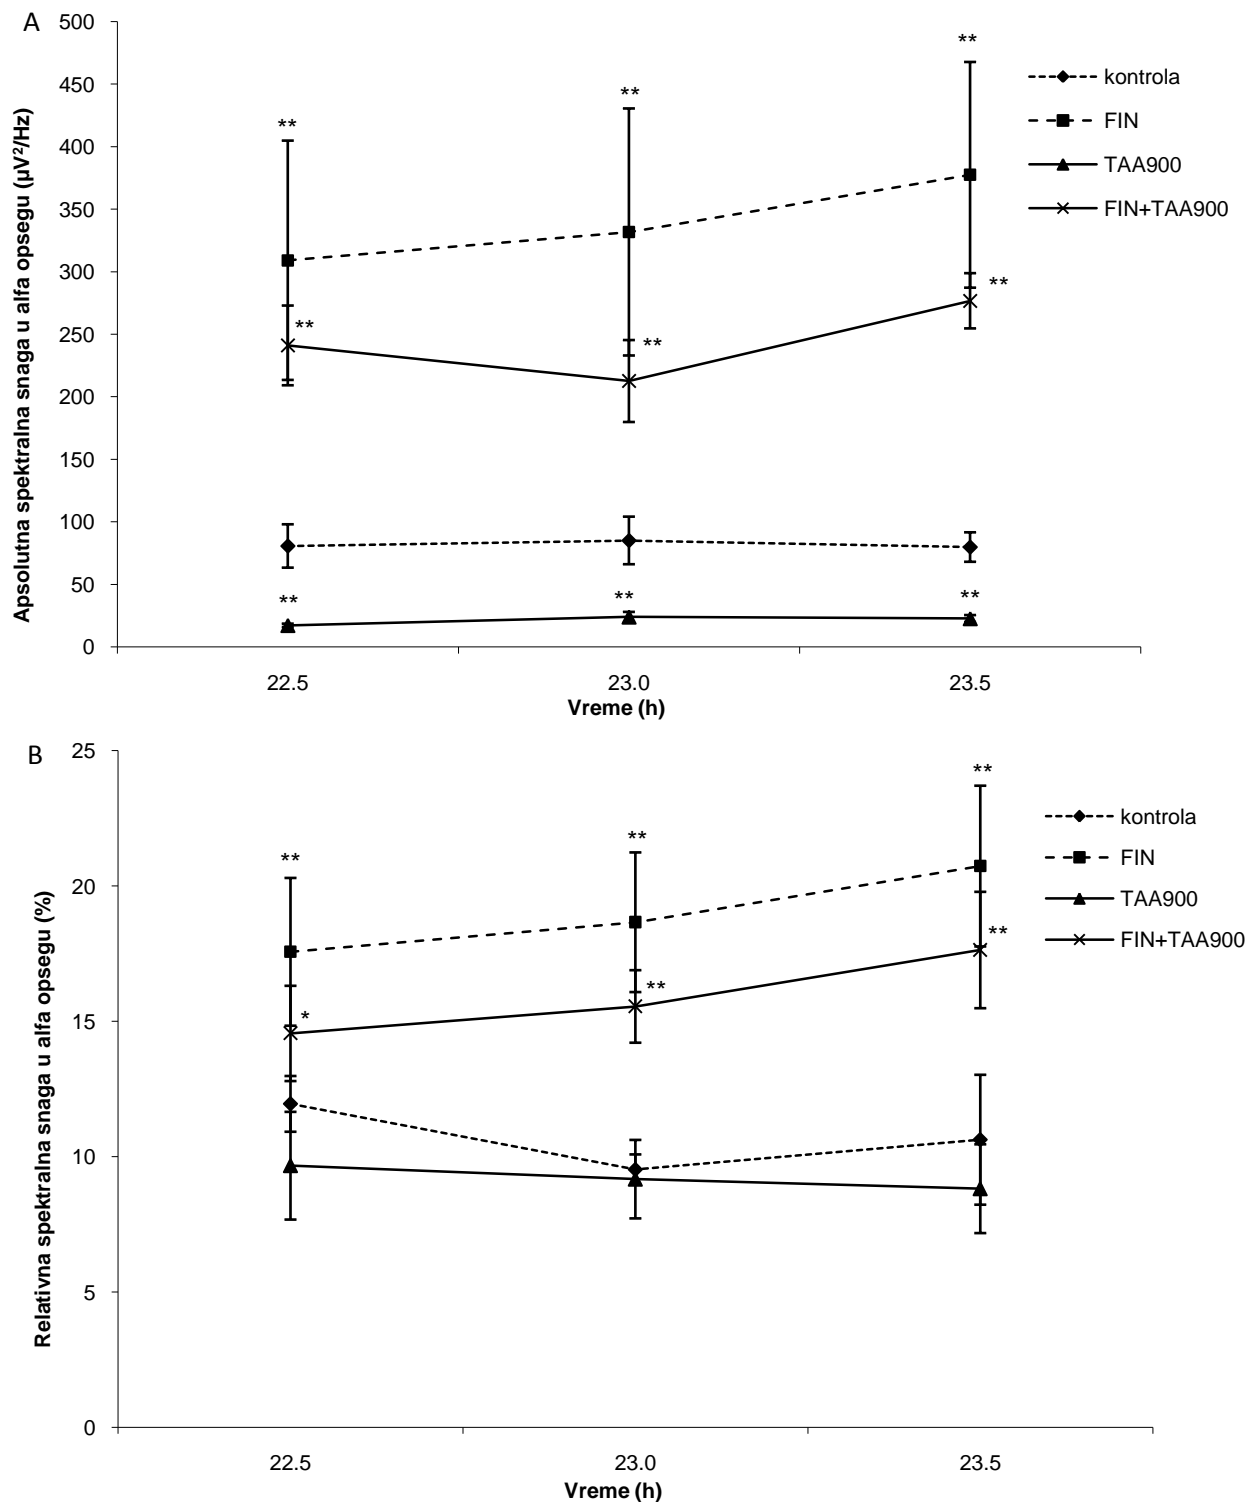 A
500
450
400
350
300
250
200
150
100
50
0
Apsolutna spektralna snaga u alfa opsegu (µV²/Hz)
**
**
**
**
**
**
**
**
**
kontrola
FIN
TAA900
FIN+TAA900
22.5 23.0 23.5
Vreme (h)
B
25
20
15
10
5
0
Relativna spektralna snaga u alfa opsegu (%)
**
**
**
*
**
**
kontrola
FIN
TAA900
FIN+TAA900
22.5 23.0 23.5
Vreme (h)